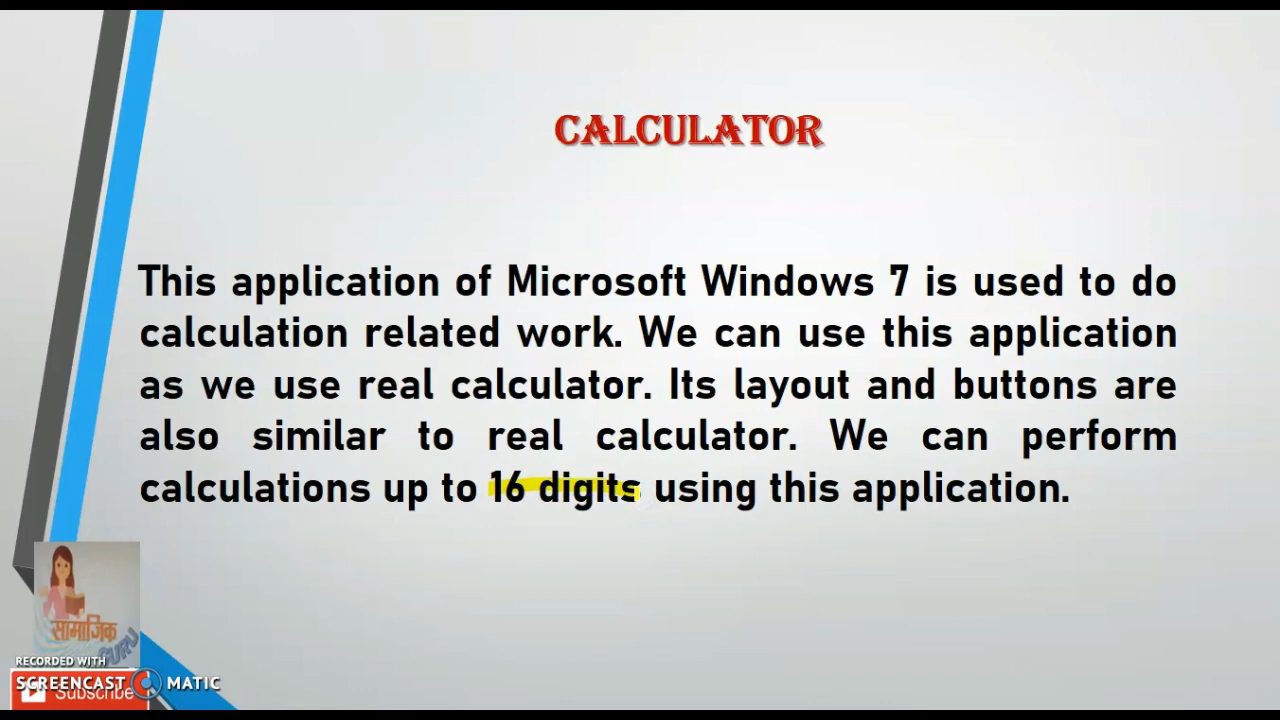 CALCULATOR
This application of Microsoft Windows 7 is used to do
calculation related work. We can use this application
as we use real calculator. Its layout and buttons are
also similar to real calculator. We can perform
calculations up to 16 digits using this application.
सामाजिक
GURU
RECORDED WITH
SCREENCAST MATIC
Subscribe